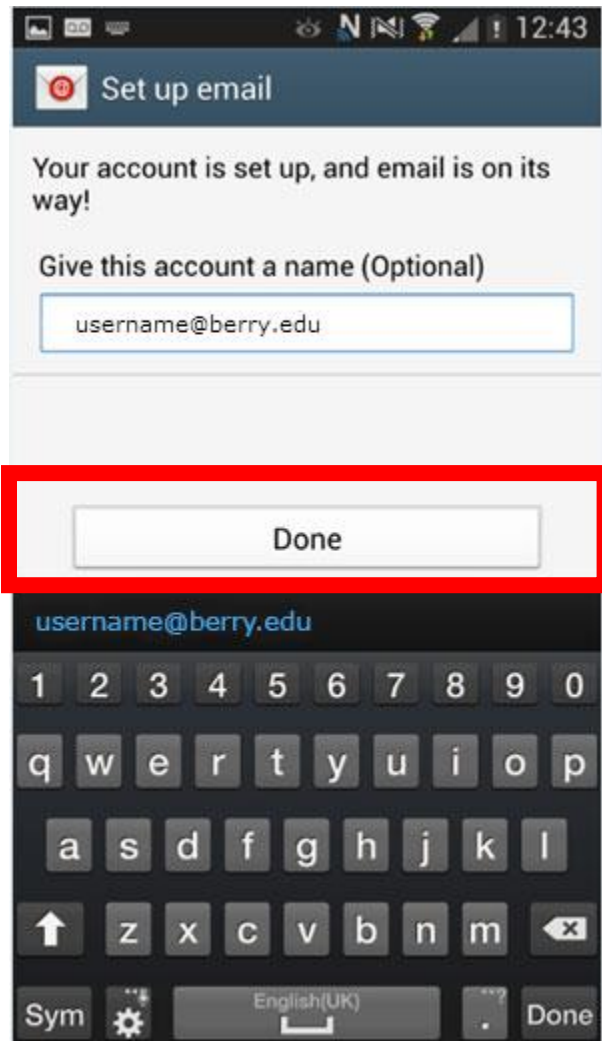 12:43
Set up email
Your account is set up, and email is on its
way!
Give this account a name (Optional)
username@berry.edu
Done
username@berry.edu
1 2 3 4 5 6 7 8 9 0
q w e r t y u i o p
a s d f g h j k l
z x c v b n m
Sym English(UK) . Done